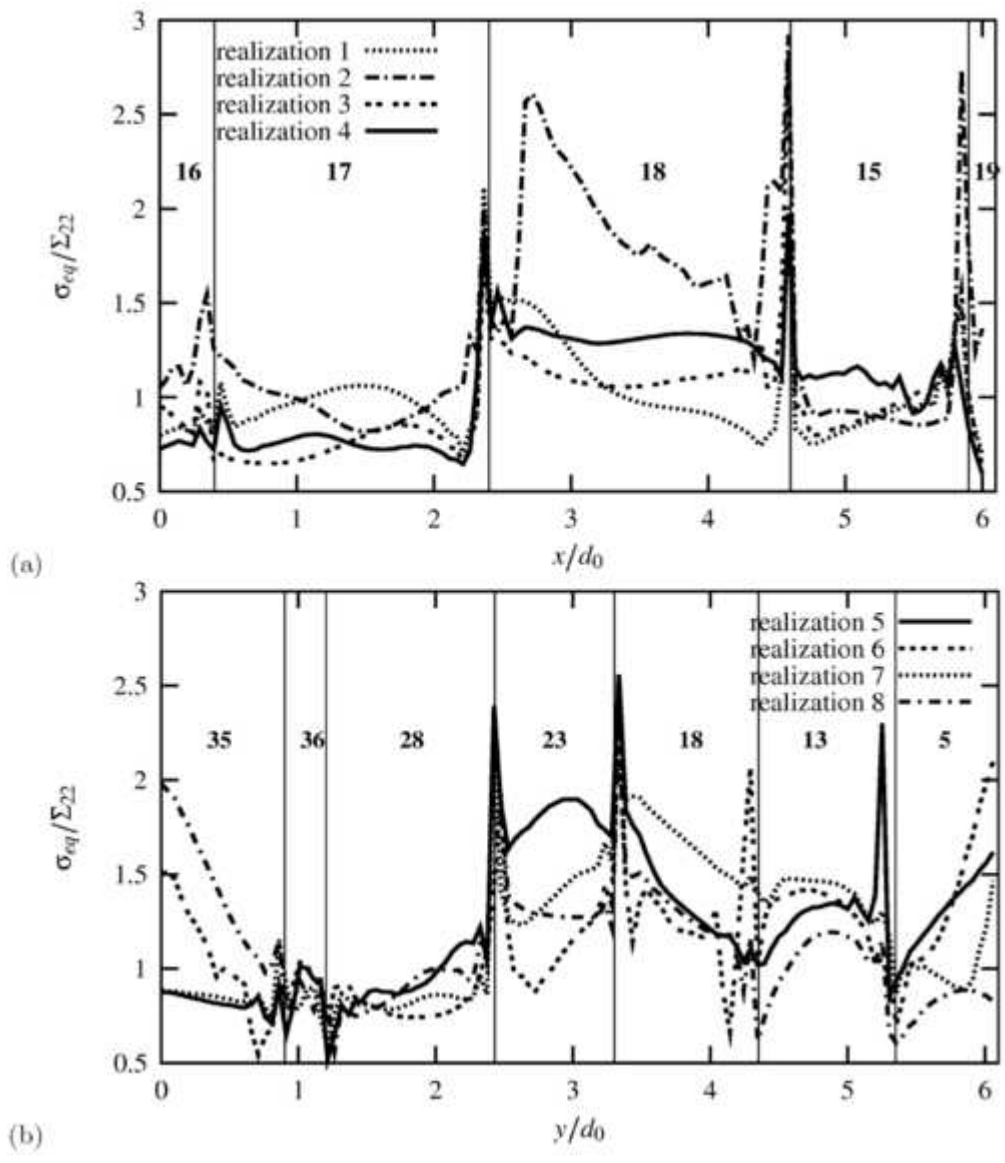 3
realization 1
realization 2
2.5
realization 3
realization 4
16
17
18
15
19
2
σeq/Σ22
1.5
1
0.5
0
1
2
3
4
5
6
(a)
x/d0
3
realization 5
realization 6
2.5
realization 7
realization 8
35
36
28
23
18
13
5
2
σeq/Σ22
1.5
1
0.5
0
1
2
3
4
5
6
(b)
y/d0